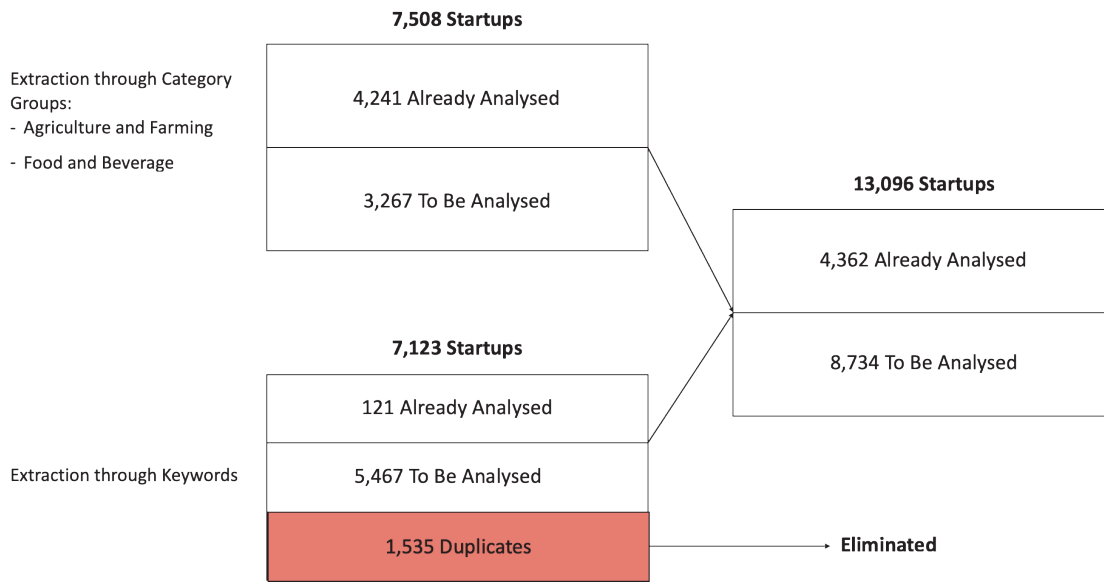 7,508 Startups
Extraction through Category
Groups:
- Agriculture and Farming
- Food and Beverage
4,241 Already Analysed
3,267 To Be Analysed
13,096 Startups
4,362 Already Analysed
8,734 To Be Analysed
7,123 Startups
Extraction through Keywords
121 Already Analysed
5,467 To Be Analysed
1,535 Duplicates
Eliminated